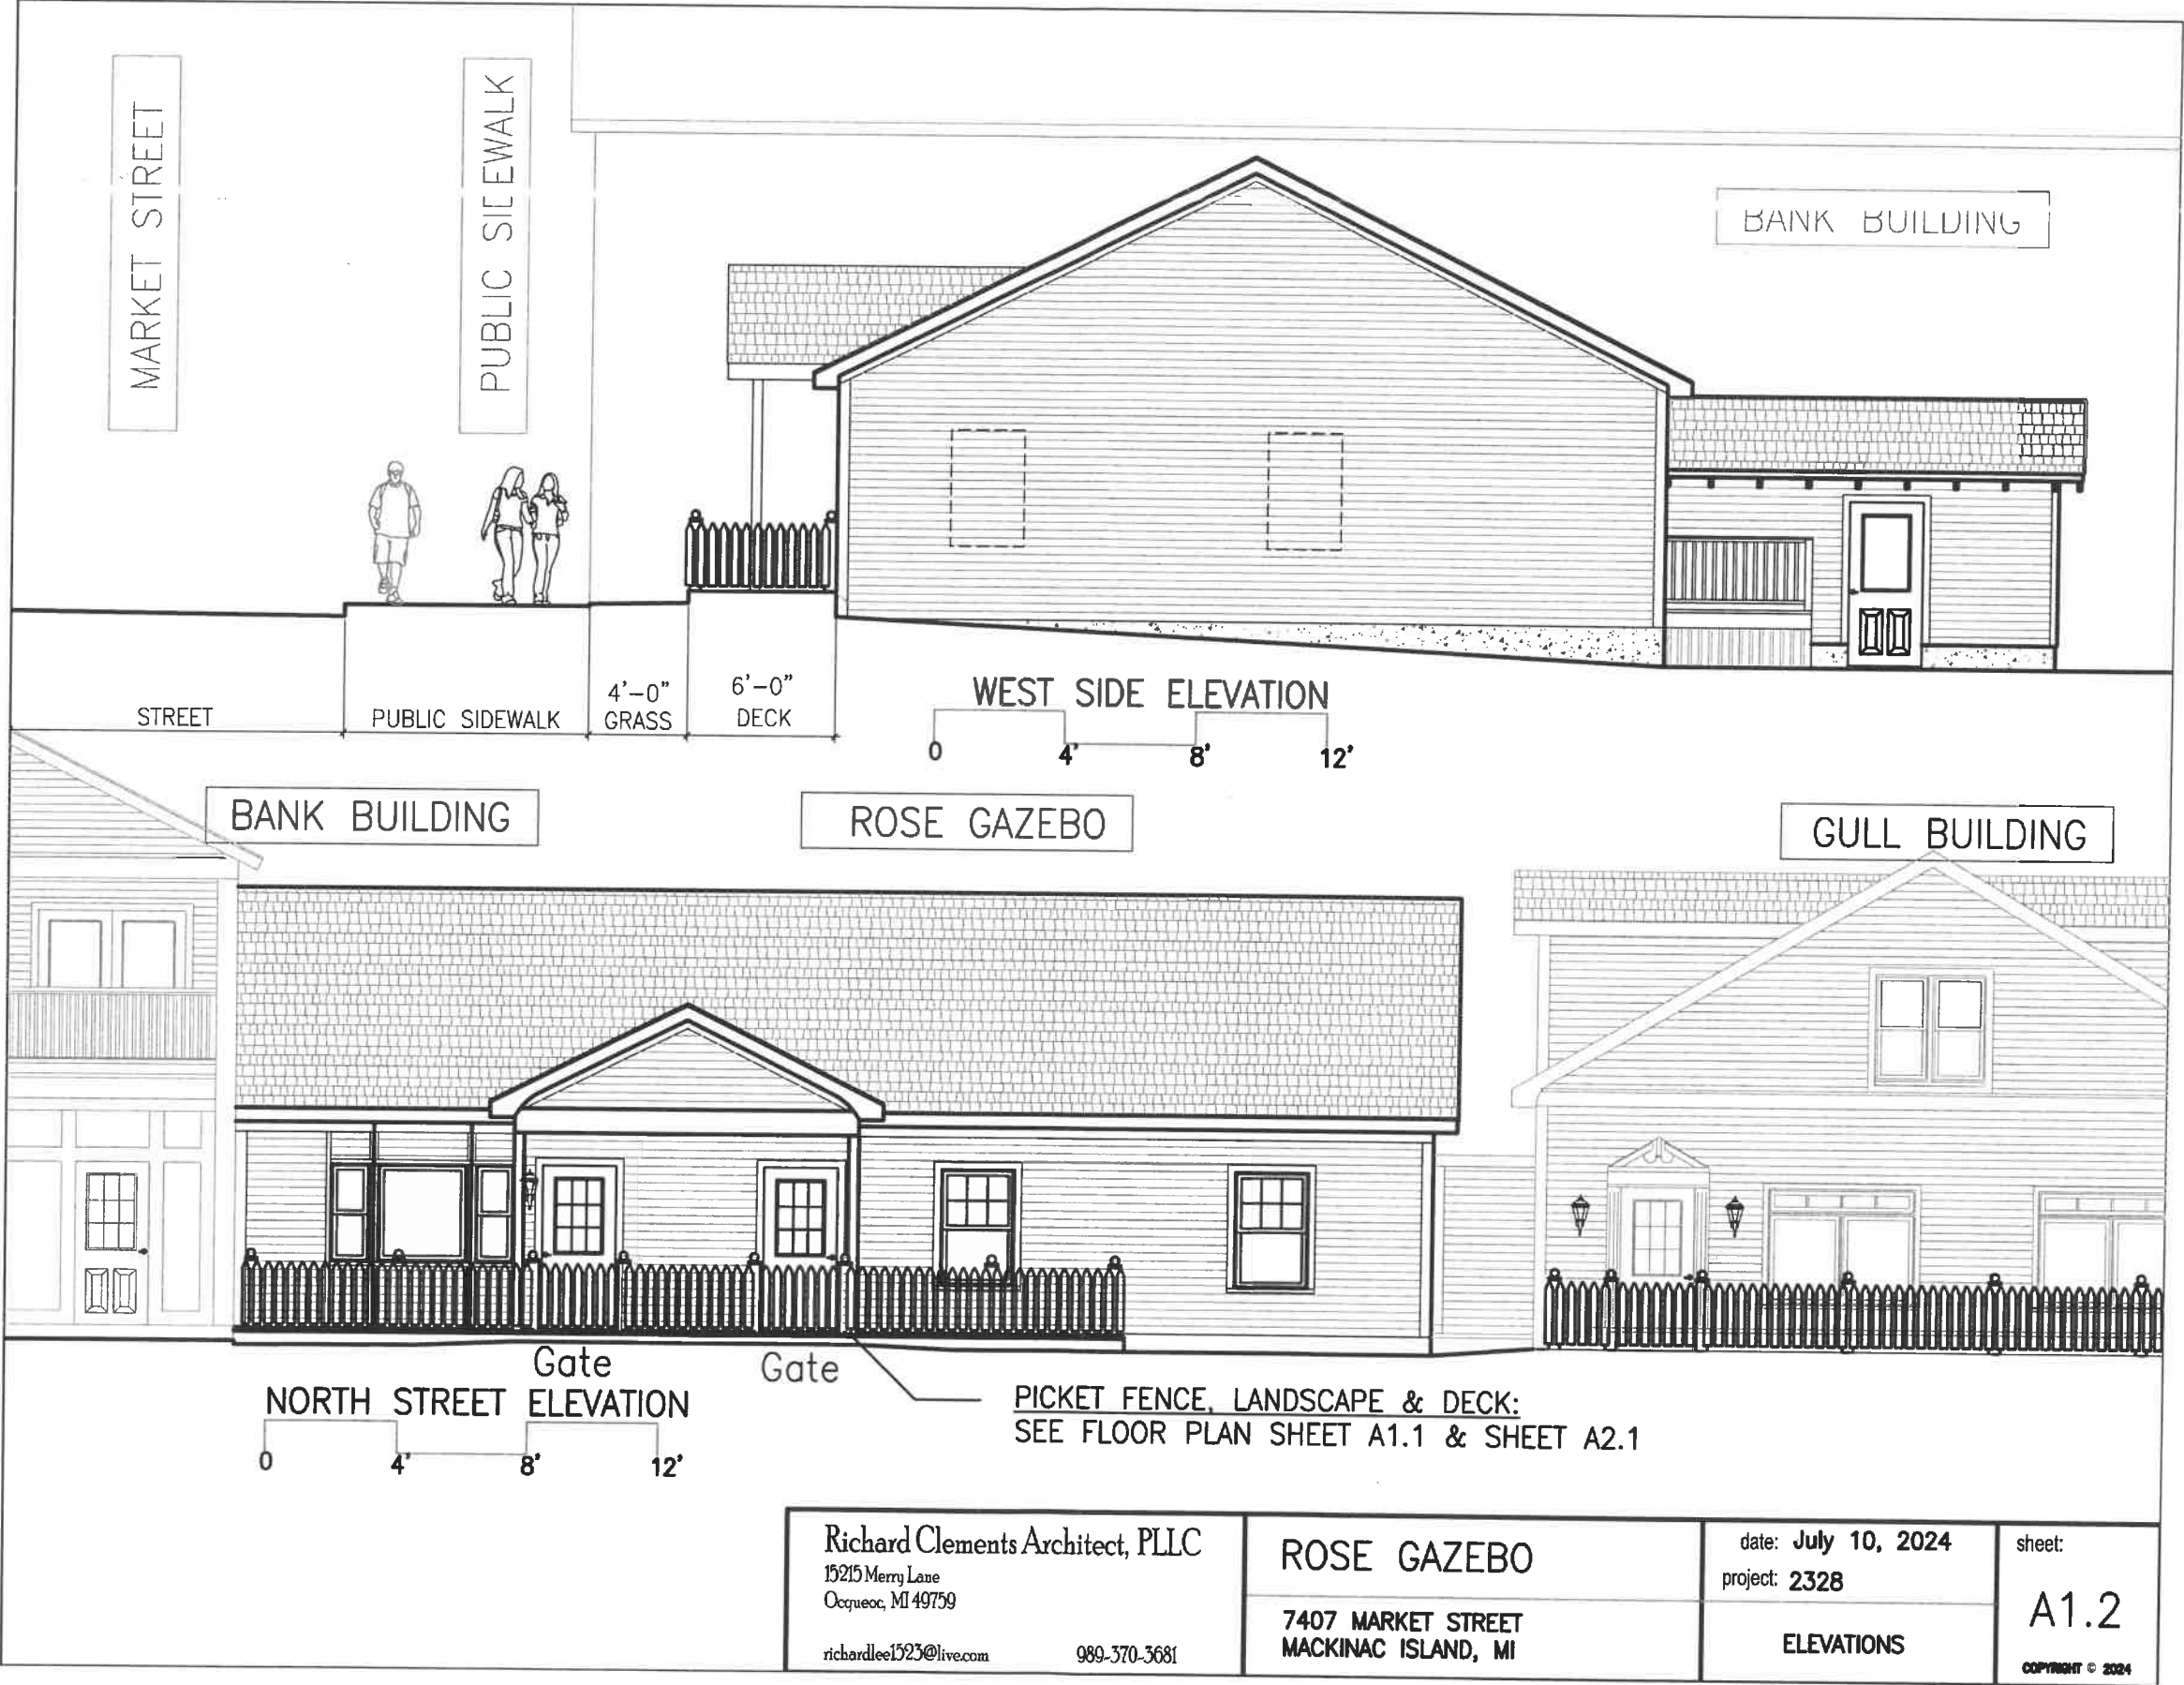 MARKET STREET
PUBLIC SIDEWALK
BANK BUILDING
STREET
PUBLIC SIDEWALK
4'-0"
GRASS
6'-0"
DECK
WEST SIDE ELEVATION
0 4' 8' 12'
BANK BUILDING
ROSE GAZEBO
GULL BUILDING
Gate
Gate
NORTH STREET ELEVATION
0 4' 8' 12'
PICKET FENCE, LANDSCAPE & DECK:
SEE FLOOR PLAN SHEET A1.1 & SHEET A2.1
Richard Clements Architect, PLLC
15215 Merry Lane
Ocqueoc, MI 49759
richardlee1523@live.com 989-370-3681
ROSE GAZEBO
7407 MARKET STREET
MACKINAC ISLAND, MI
date: July 10, 2024
project: 2328
ELEVATIONS
sheet:
A1.2
COPYRIGHT © 2024